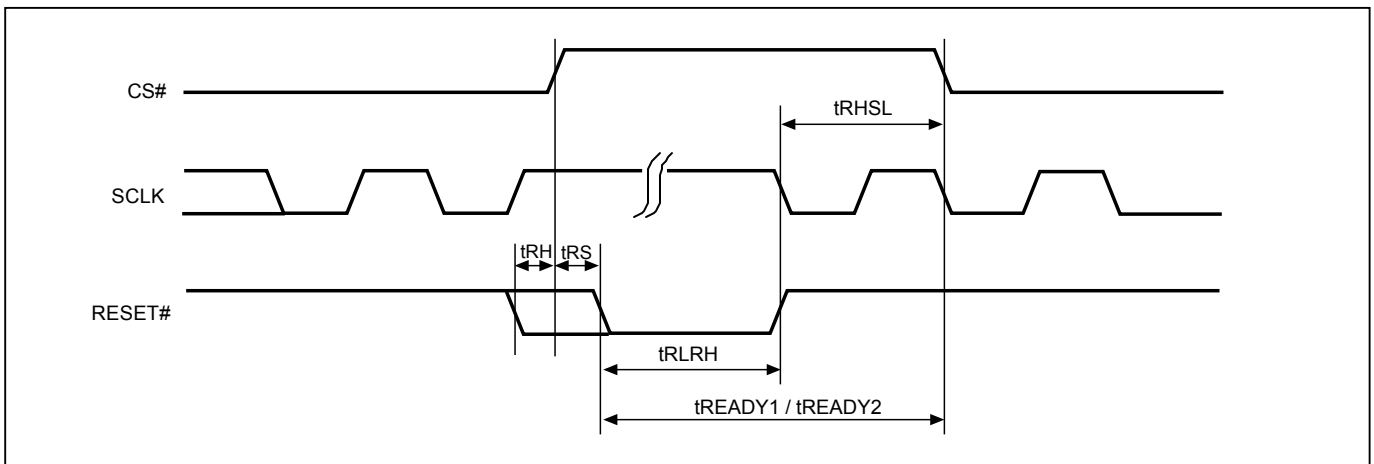 CS#
tRHSL
SCLK
tRH tRS
RESET#
tRLRH
tREADY1 / tREADY2